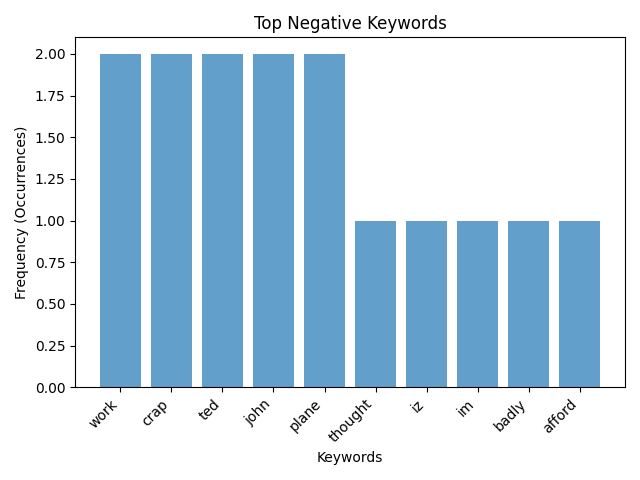 Top Negative Keywords
Frequency (Occurrences)
2.00
1.75
1.50
1.25
1.00
0.75
0.50
0.25
0.00
work
crap
ted
john
plane
thought
iz
im
badly
afford
Keywords